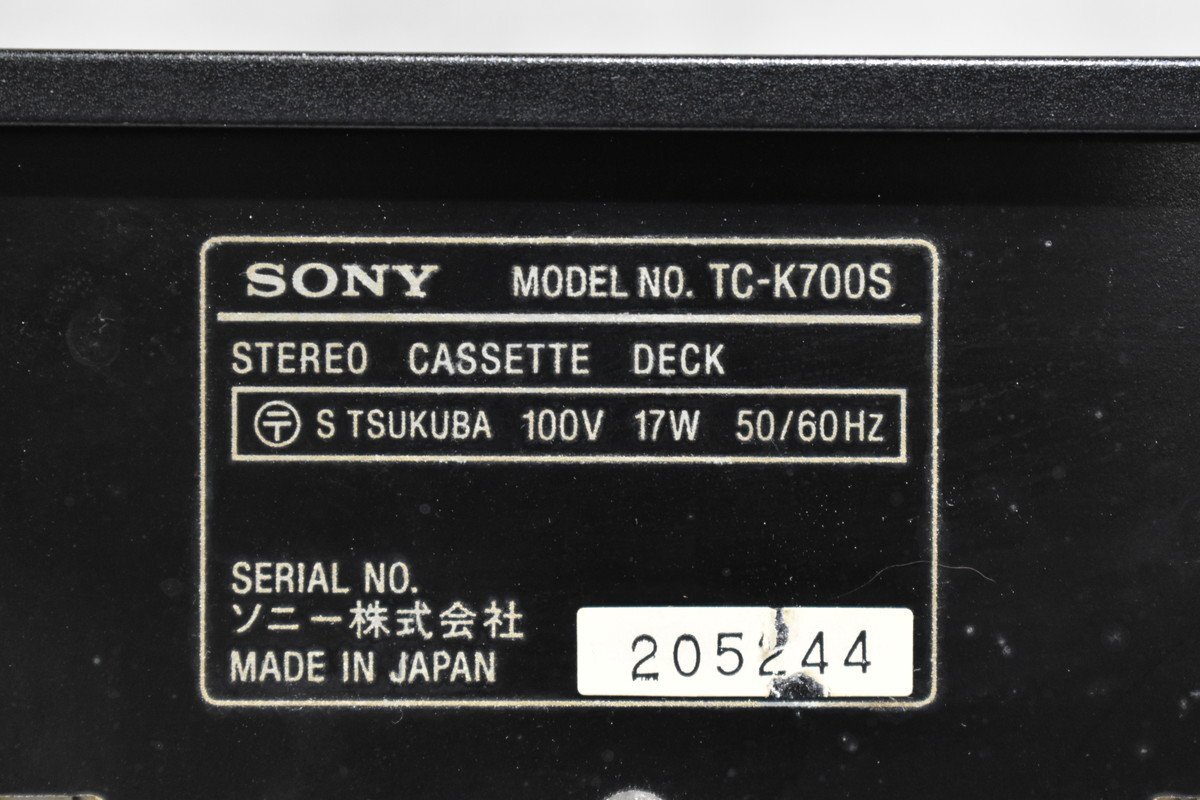 SONY MODEL NO. TC-K700S
STEREO CASSETTE DECK
〒 S TSUKUBA 100V 17W 50/60Hz
SERIAL NO.
ソニー株式会社
MADE IN JAPAN
205244